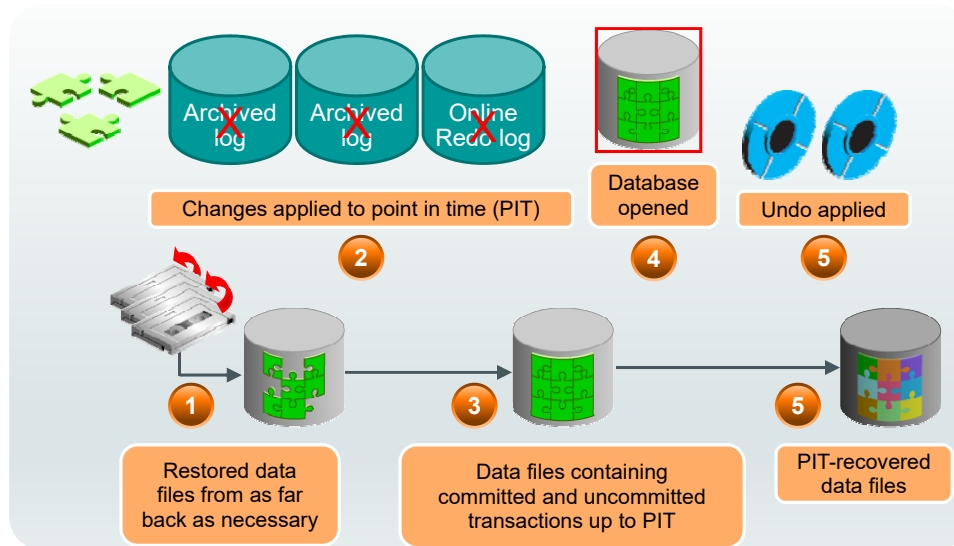 Archived
log
Archived
log
Online
Redo log
Changes applied to point in time (PIT)
2
Database
opened
4
Undo applied
5
1
Restored data
files from as far
back as necessary
3
Data files containing
committed and uncommitted
transactions up to PIT
5
PIT-recovered
data files